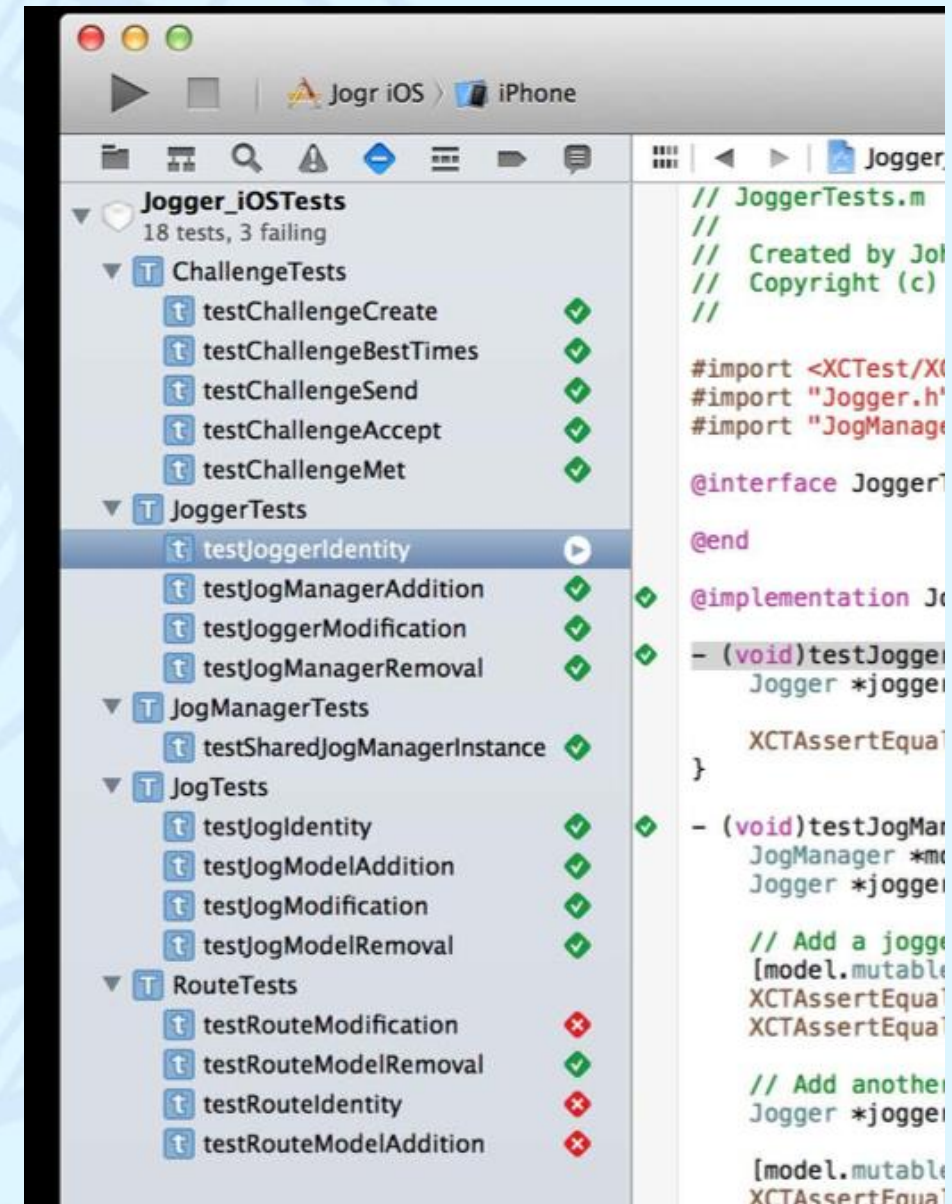 Jogr iOS iPhone
Jogger_iOSTests
18 tests, 3 failing
ChallengeTests
testChallengeCreate
testChallengeBestTimes
testChallengeSend
testChallengeAccept
testChallengeMet
JoggerTests
testJoggerIdentity
testJogManagerAddition
testJoggerModification
testJogManagerRemoval
JogManagerTests
testSharedJogManagerInstance
JogTests
testJogIdentity
testJogModelAddition
testJogModification
testJogModelRemoval
RouteTests
testRouteModification
testRouteModelRemoval
testRouteIdentity
testRouteModelAddition
Jogger
// JoggerTests.m
//
// Created by Joh
// Copyright (c)
//
#import <XCTest/XC
#import "Jogger.h"
#import "JogManage
@interface JoggerT
@end
@implementation Jo
- (void)testJogger
Jogger *jogger
XCTAssertEqual
}
- (void)testJogMan
JogManager *mo
Jogger *jogger
// Add a jogge
[model.mutable
XCTAssertEqual
XCTAssertEqual
// Add another
Jogger *jogger
[model.mutable
XCTAssertEqual